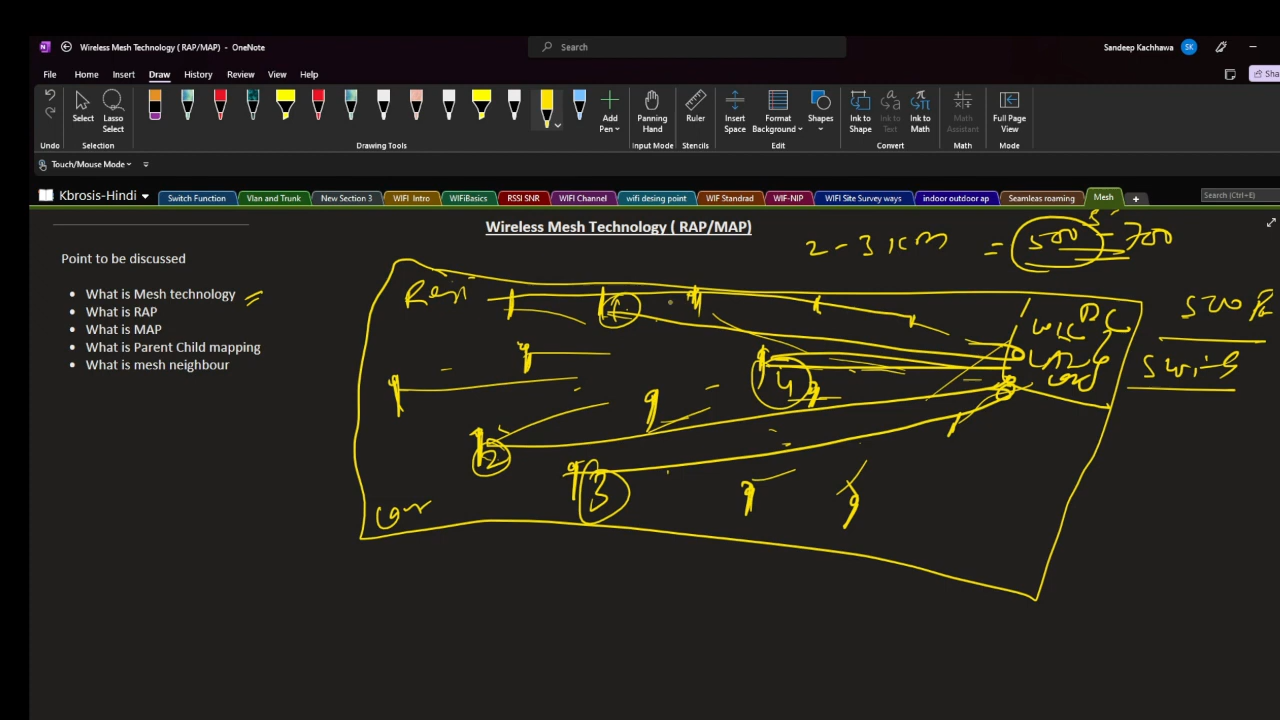 Wireless Mesh Technology ( RAP/MAP) - OneNote
Search
Sandeep Kachhawa SK
File Home Insert Draw History Review View Help
Select Lasso Select Add Pen Panning Hand Ruler Insert Space Format Background Shapes Ink to Shape Ink to Text Ink to Math Math Assistant Full Page View
Undo Selection Drawing Tools Input Mode Stencils Edit Convert Math Mode
Touch/Mouse Mode
Kbrosis-Hindi Switch Function Vlan and Trunk New Section 3 WIFI Intro WiFiBasics RSSI SNR WIFI Channel wifi desing point WIF Standrad WIF-NIP WIFI Site Survey ways indoor outdoor ap Seamless roaming Mesh + Search (Ctrl+E)
Wireless Mesh Technology ( RAP/MAP)
2 - 3 KM = 500 - 700
Point to be discussed
• What is Mesh technology
• What is RAP
• What is MAP
• What is Parent Child mapping
• What is mesh neighbour
1
WLC DC
4
2
3